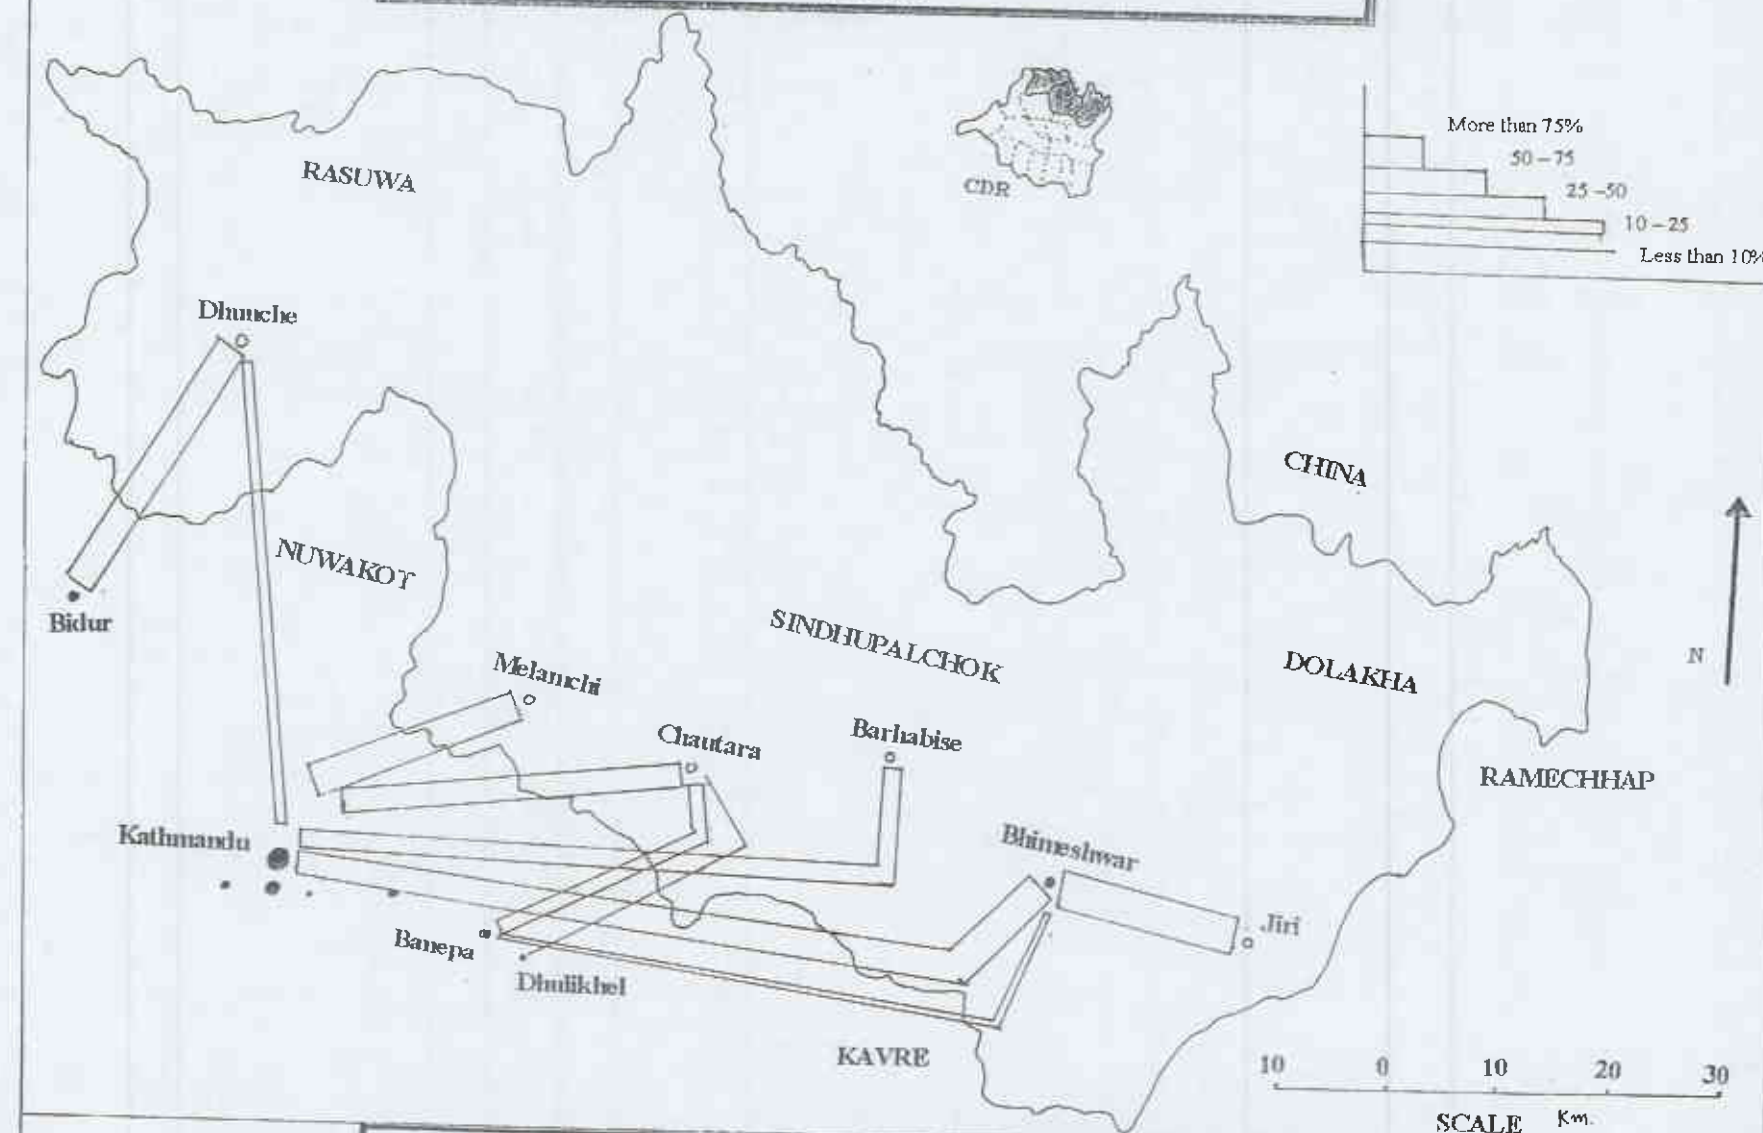 RASUWA
CDR
More than 75%
50 – 75
25 – 50
10 – 25
Less than 10%
Dhunche
CHINA
NUWAKOT
Bidur
SINDHUPALCHOK
Melamchi
DOLAKHA
N
Chautara
Barhabise
RAMECHHAP
Kathmandu
Bhimeshwar
Jiri
Banepa
Dhulikhel
KAVRE
10 0 10 20 30
SCALE Km.